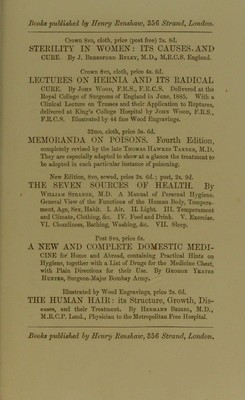 Books published by Henry Renshaw, 356 Strand, London.
Crown 8vo, cloth, price (post free) 2s. 8d.
STERILITY IN WOMEN: ITS CAUSES. AND
CURE. By J. Beresford Ryley, M.D., M.R.C.S. England.
Crown 8vo, cloth, price 4s. 6d.
LECTURES ON HERNIA AND ITS RADICAL
CURE. By John Wood, F.R.S., F.R.C.S. Delivered at the
Royal College of Surgeons of England in June, 1885. With a
Clinical Lecture on Trusses and their Application to Ruptures,
delivered at King's College Hospital by John Wood, F.R.S.,
F.R.C.S. Illustrated by 44 fine Wood Engravings.
32mo, cloth, price 3s. 6d.
MEMORANDA ON POISONS. Fourth Edition,
completely revised by the late Thomas Hawkes Tanner, M.D.
They are especially adapted to show at a glance the treatment to
be adopted in each particular instance of poisoning.
New Edition, 8vo, sewed, price 2s. 6d.; post, 2s. 9d.
THE SEVEN SOURCES OF HEALTH. By
William Strange, M.D. A Manual of Personal Hygiene.
General View of the Functions of the Human Body, Tempera-
ment, Age, Sex, Habit. I. Air. II. Light. III. Temperament
and Climate, Clothing, &c. IV. Food and Drink. V. Exercise.
VI. Cleanliness, Bathing, Washing, &c. VII. Sleep.
Post 8vo, price 6s.
A NEW AND COMPLETE DOMESTIC MEDI-
CINE for Home and Abroad, containing Practical Hints on
Hygiene, together with a List of Drugs for the Medicine Chest,
with Plain Directions for their Use. By George Yeates
Hunter, Surgeon-Major Bombay Army.
Illustrated by Wood Engravings, price 2s. 6d.
THE HUMAN HAIR: its Structure, Growth, Dis-
eases, and their Treatment. By Hermann Beigel, M.D.,
M.R.C.P. Lond., Physician to the Metropolitan Free Hospital.
Books published by Henry Renshaw, 356 Strand, London.